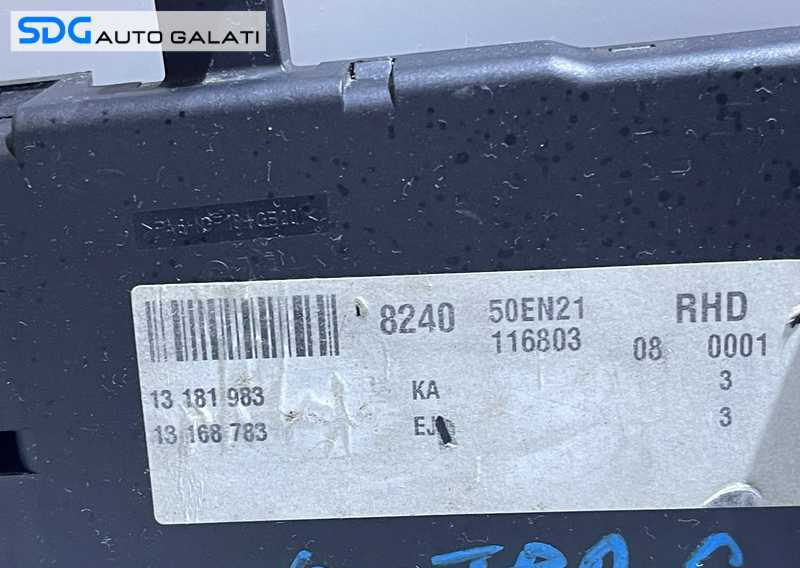 SDG AUTO GALATI
8240 50EN21 RHD
116803 08 0001
13 181 983 KA 3
13 168 783 3